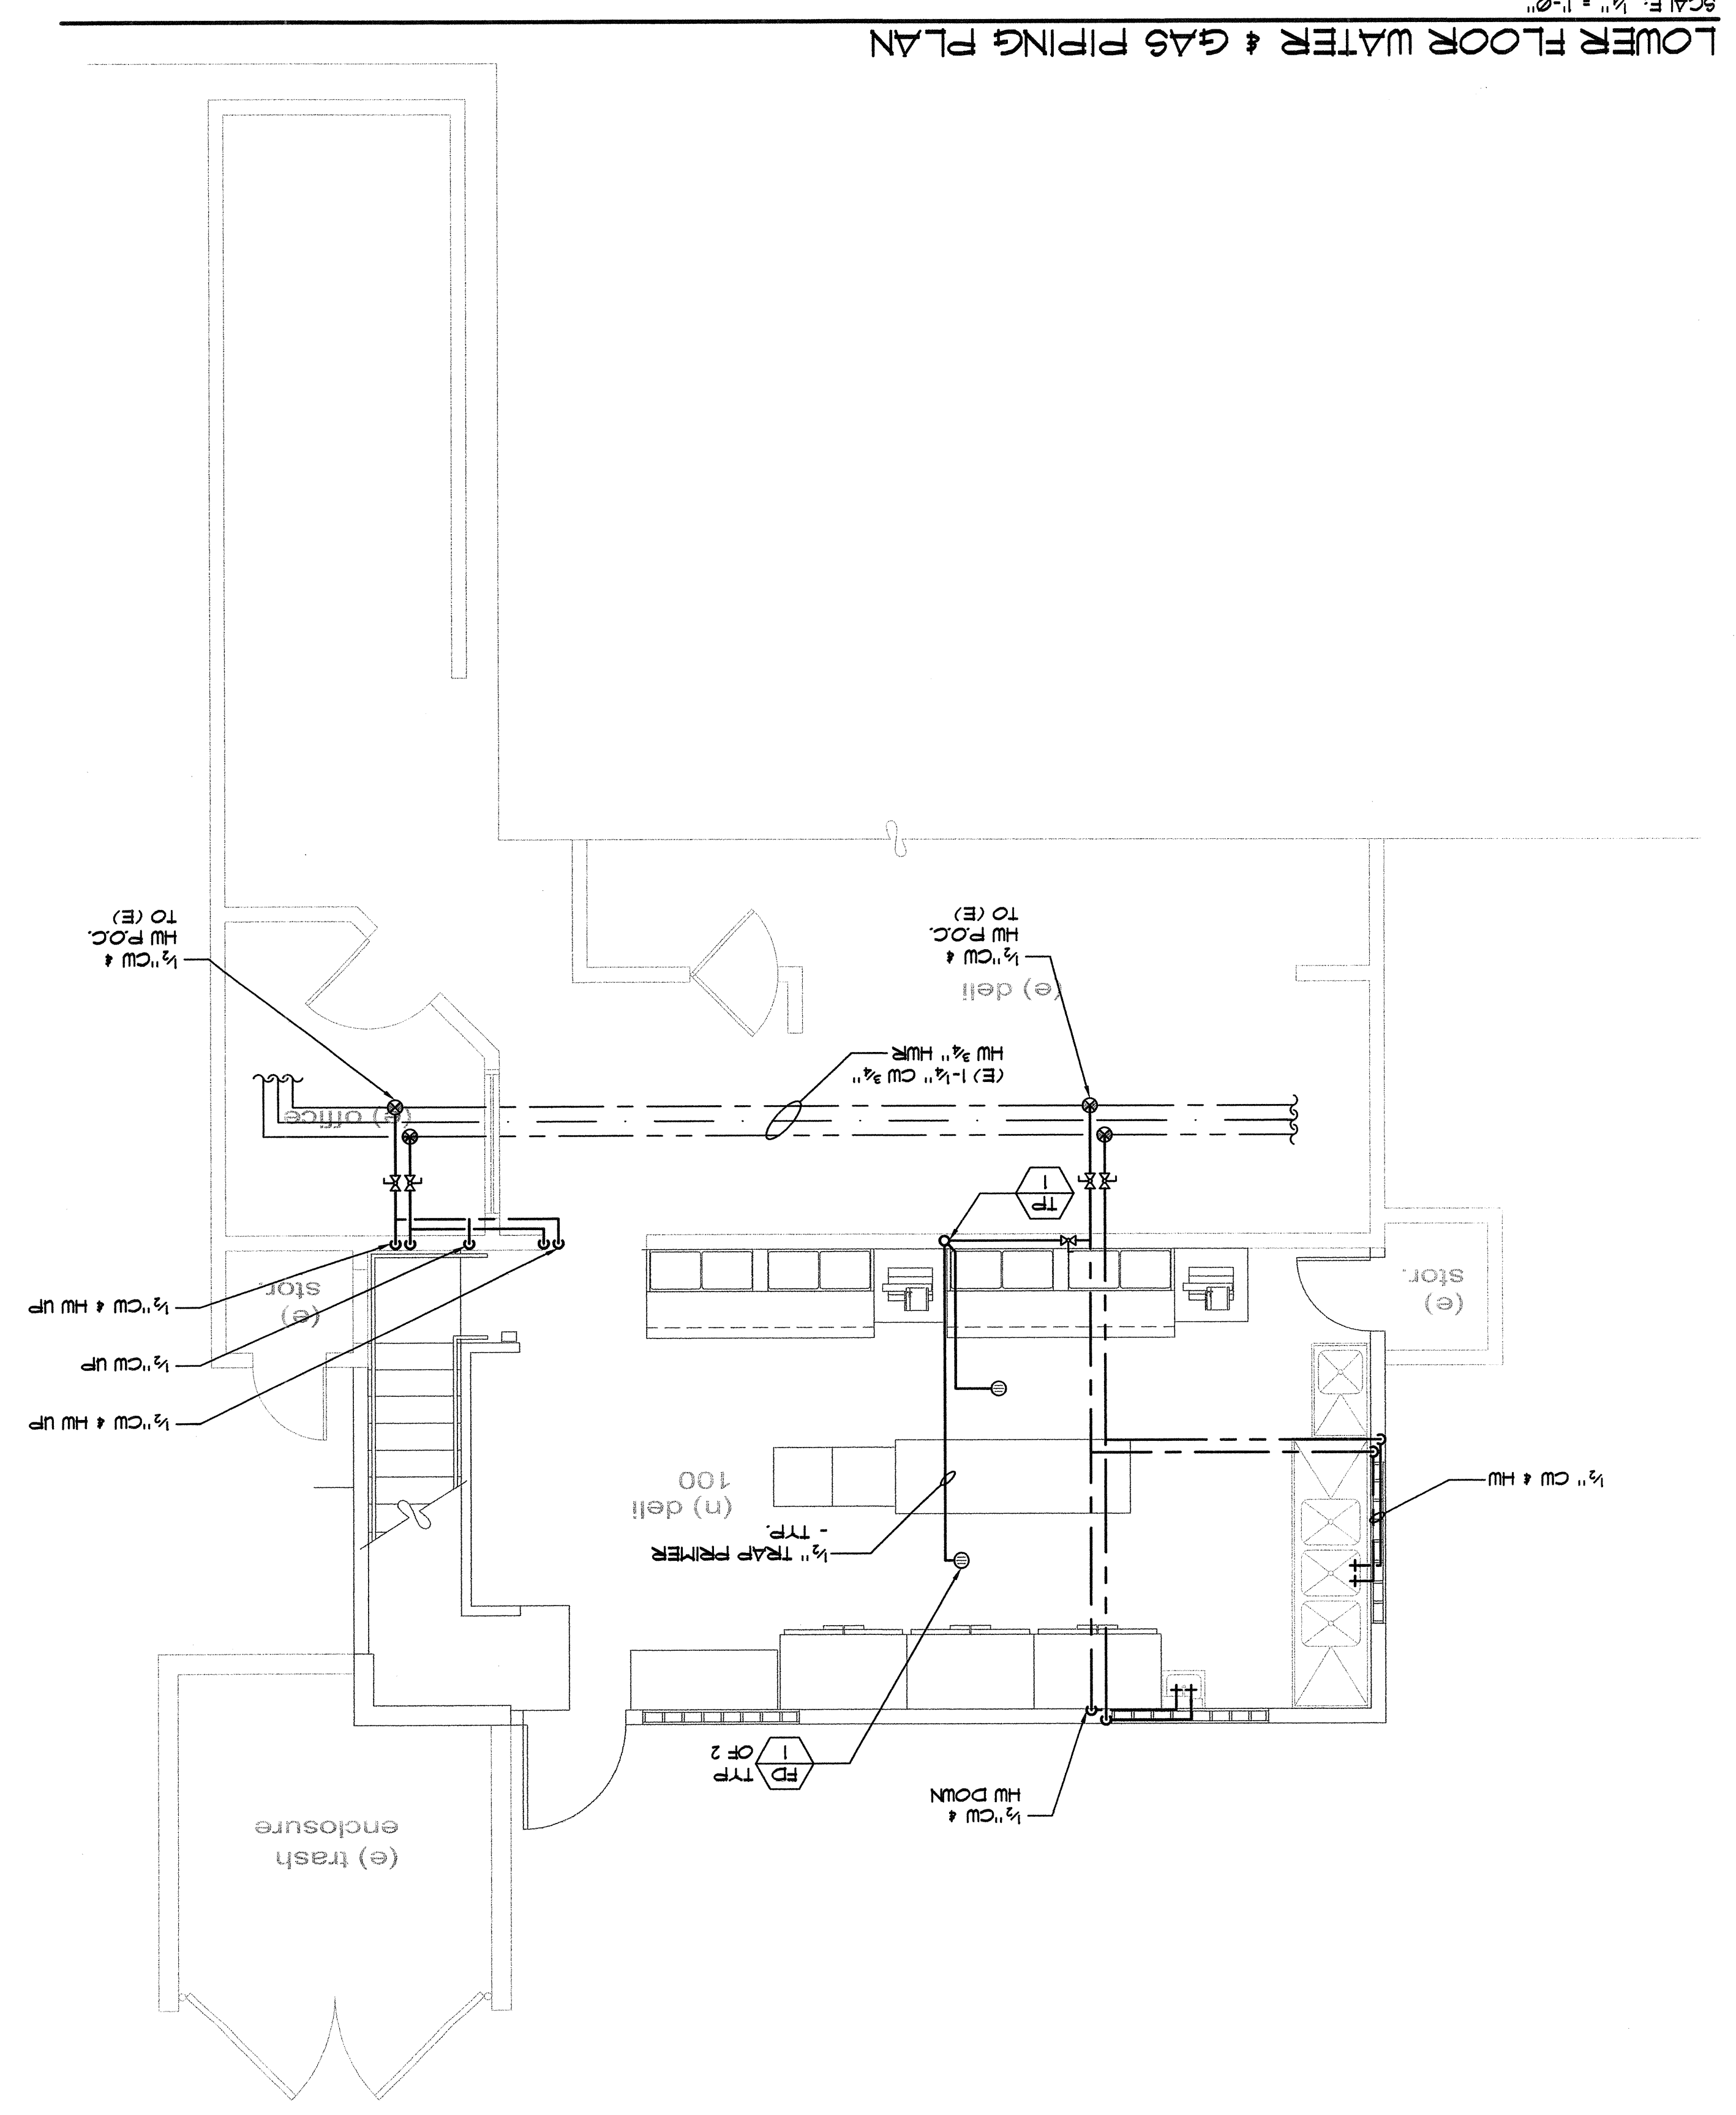 (e) trash
enclosure
½"CW &
HW DOWN
FD
1
TYP
OF 2
½" TRAP PRIMER
- TYP.
(n) deli
100
½" CW & HW
½"CW & HW UP
½"CW UP
½"CW & HW UP
(e)
stor.
(e)
stor.
TP
1
(e) office
(E) 1-¼" CW ¾"
HW ¾" HWR
(e) deli
½"CW &
HW P.O.C.
TO (E)
½"CW &
HW P.O.C.
TO (E)
LOWER FLOOR WATER & GAS PIPING PLAN
SCALE: ¼" = 1'-0"